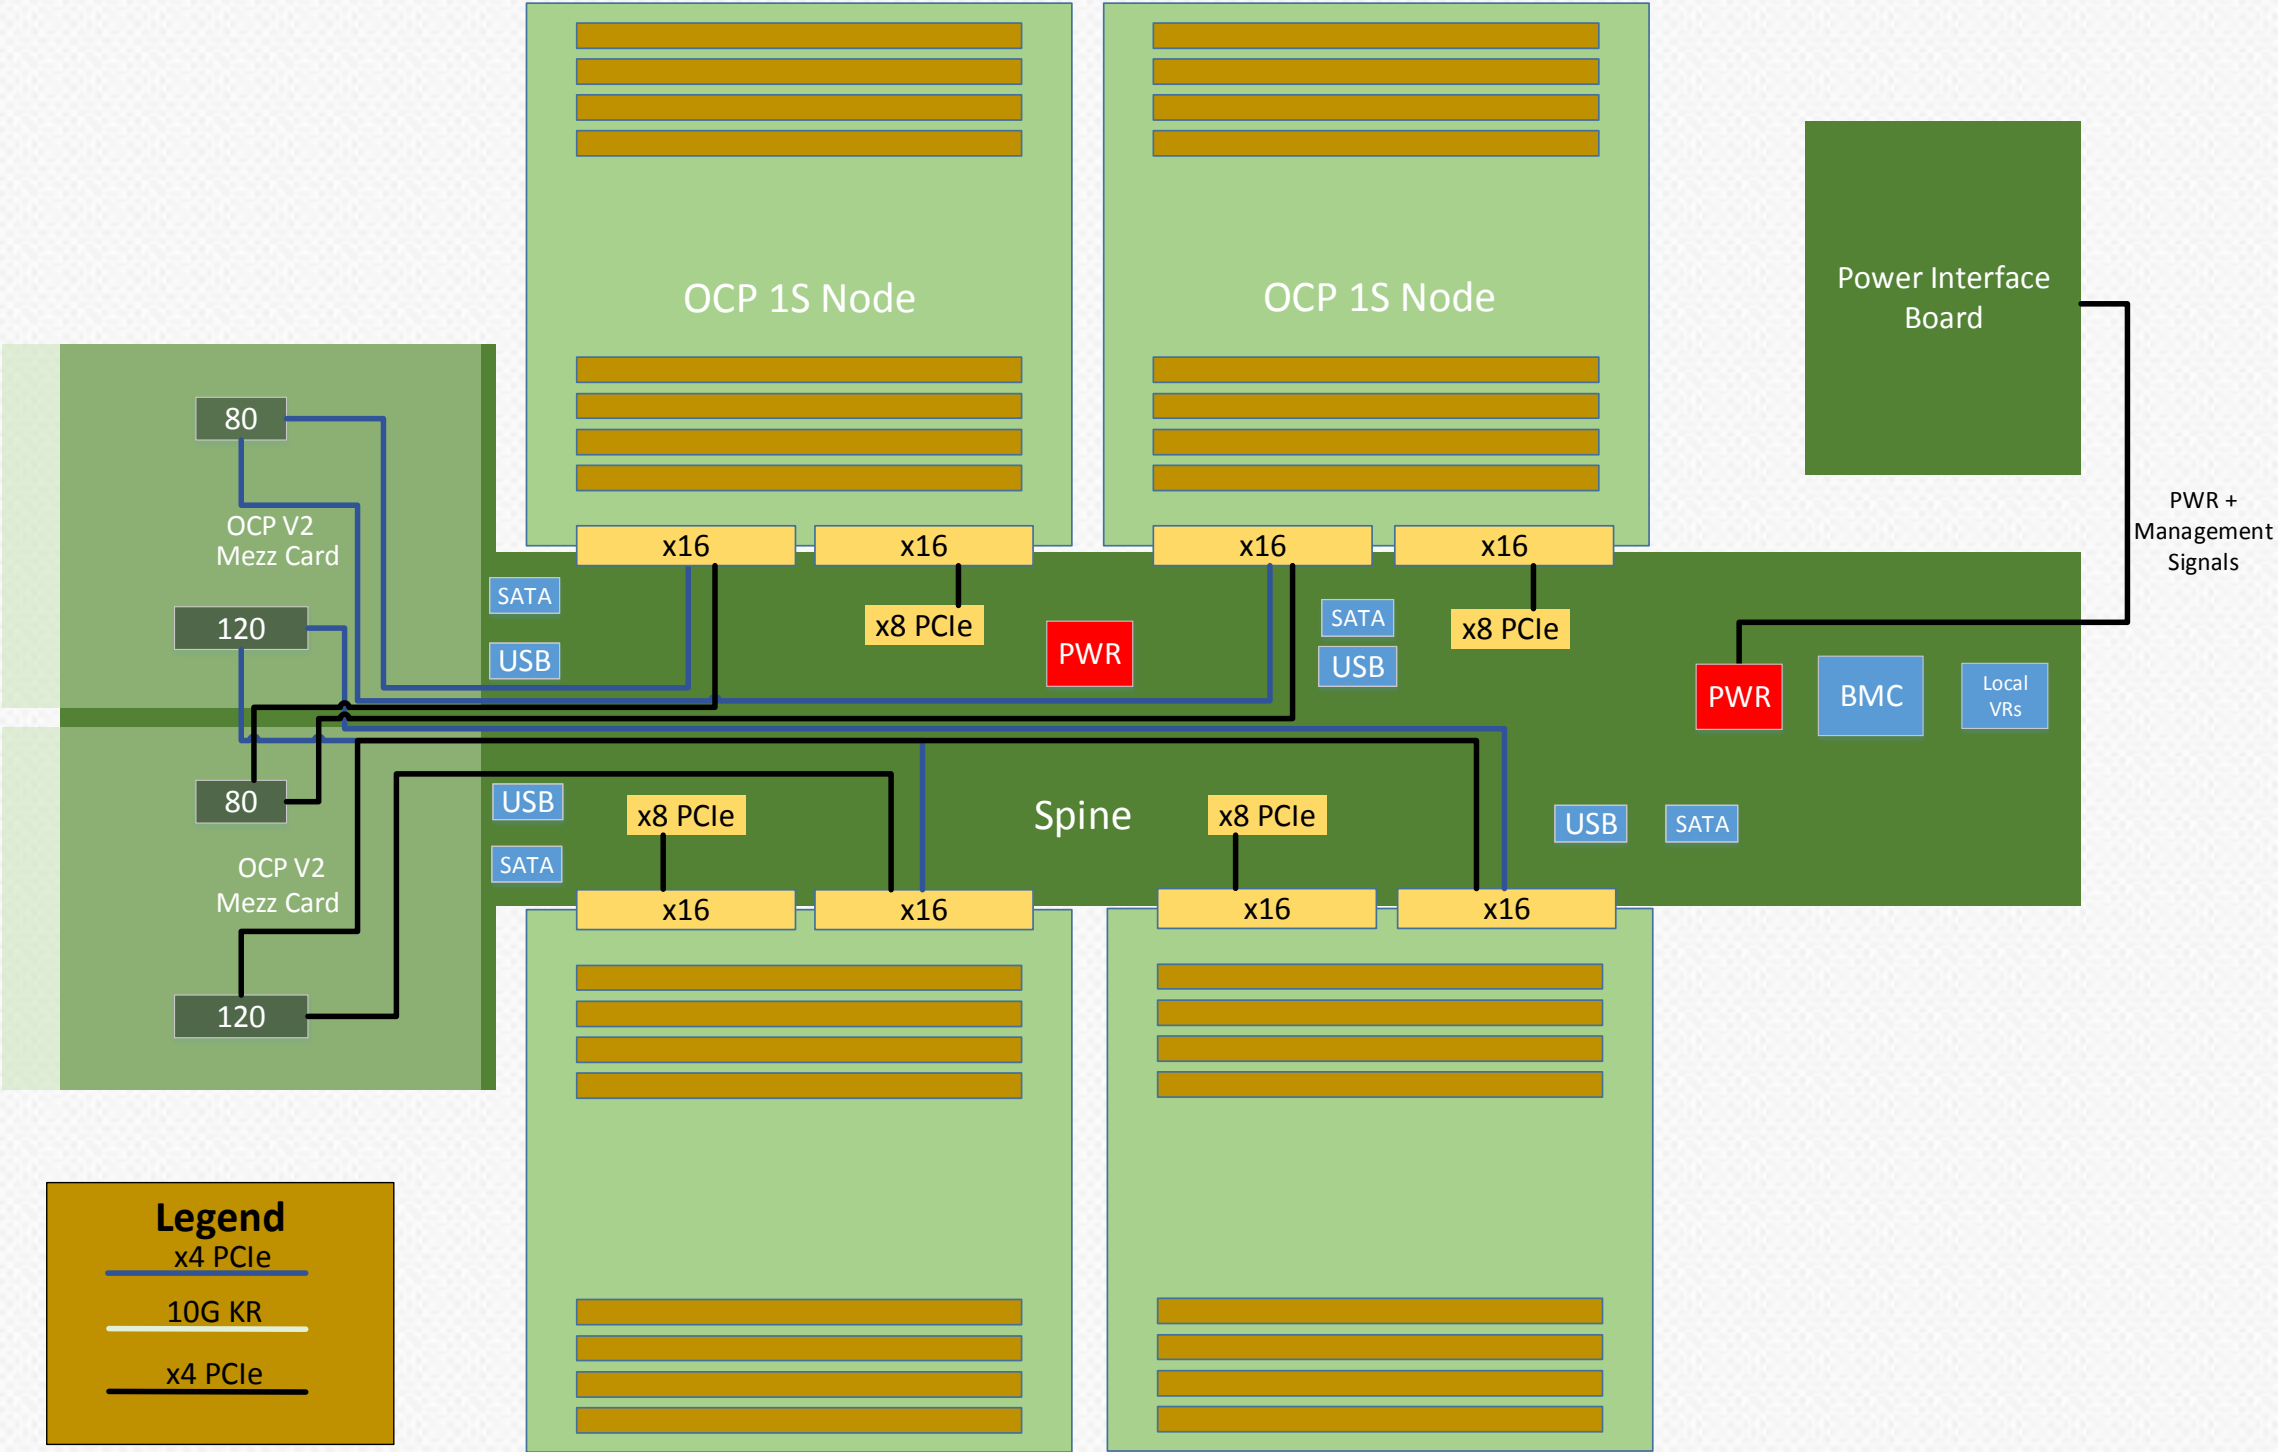 OCP 1S Node
OCP 1S Node
Power Interface
Board
80
OCP V2
Mezz Card
120
x16
x16
x16
x16
PWR +
Management
Signals
SATA
USB
x8 PCIe
PWR
SATA
USB
x8 PCIe
PWR
BMC
Local
VRs
80
OCP V2
Mezz Card
120
USB
SATA
x8 PCIe
Spine
x8 PCIe
USB
SATA
x16
x16
x16
x16
Legend
x4 PCIe
10G KR
x4 PCIe